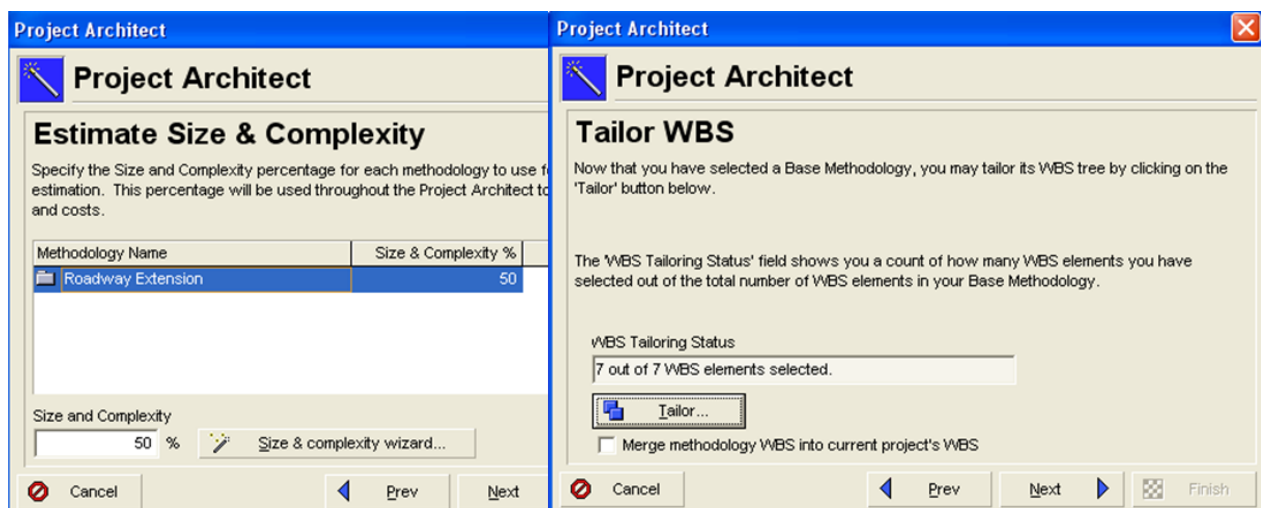 Project Architect
Project Architect
Estimate Size & Complexity
Specify the Size and Complexity percentage for each methodology to use
estimation. This percentage will be used throughout the Project Architect to
and costs.
Methodology Name Size & Complexity %
Roadway Extension 50
Size and Complexity
50 % Size & complexity wizard...
Cancel Prev Next
Project Architect
Project Architect
Tailor WBS
Now that you have selected a Base Methodology, you may tailor its WBS tree by clicking on the
'Tailor' button below.
The 'WBS Tailoring Status' field shows you a count of how many WBS elements you have
selected out of the total number of WBS elements in your Base Methodology.
WBS Tailoring Status
7 out of 7 WBS elements selected.
Tailor...
Merge methodology WBS into current project's WBS
Cancel Prev Next Finish